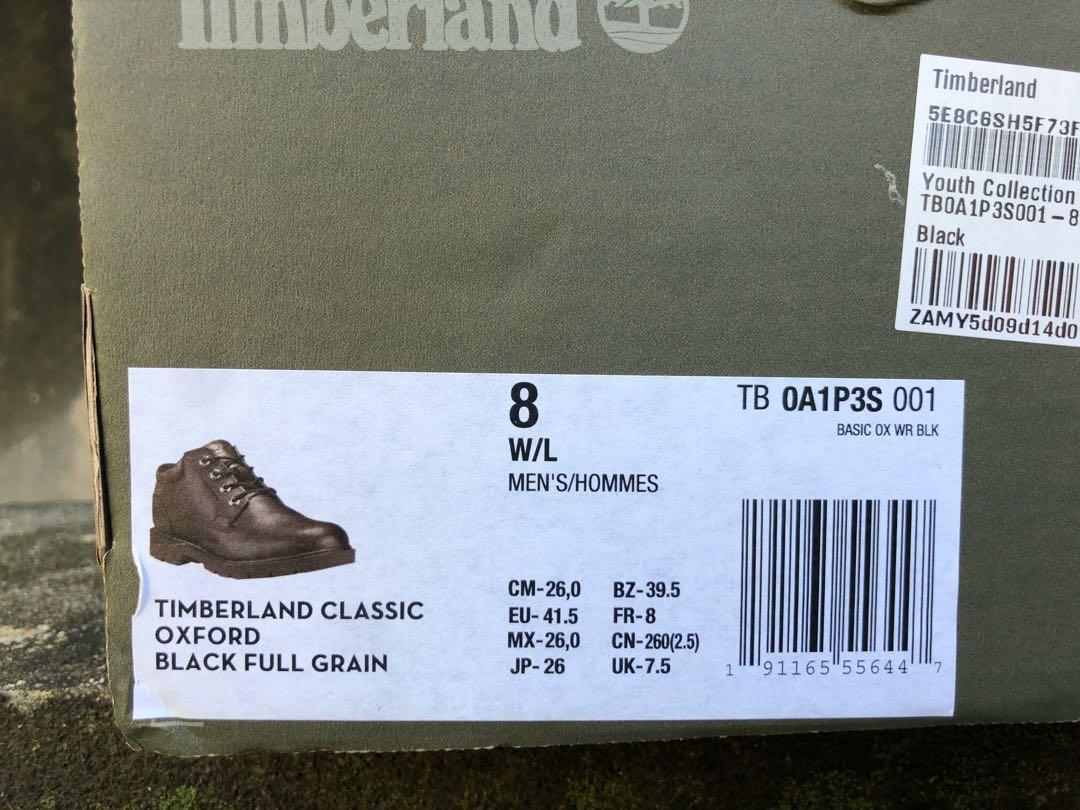 Timberland
Timberland
5E8C6SH5F73F
Youth Collection
TB0A1P3S001-8
Black
ZAMY5d09d14d0
8
W/L
MEN'S/HOMMES
TB 0A1P3S 001
BASIC OX WR BLK
TIMBERLAND CLASSIC
OXFORD
BLACK FULL GRAIN
CM-26,0 BZ-39.5
EU-41.5 FR-8
MX-26,0 CN-260(2.5)
JP-26 UK-7.5
1 91165 55644 7